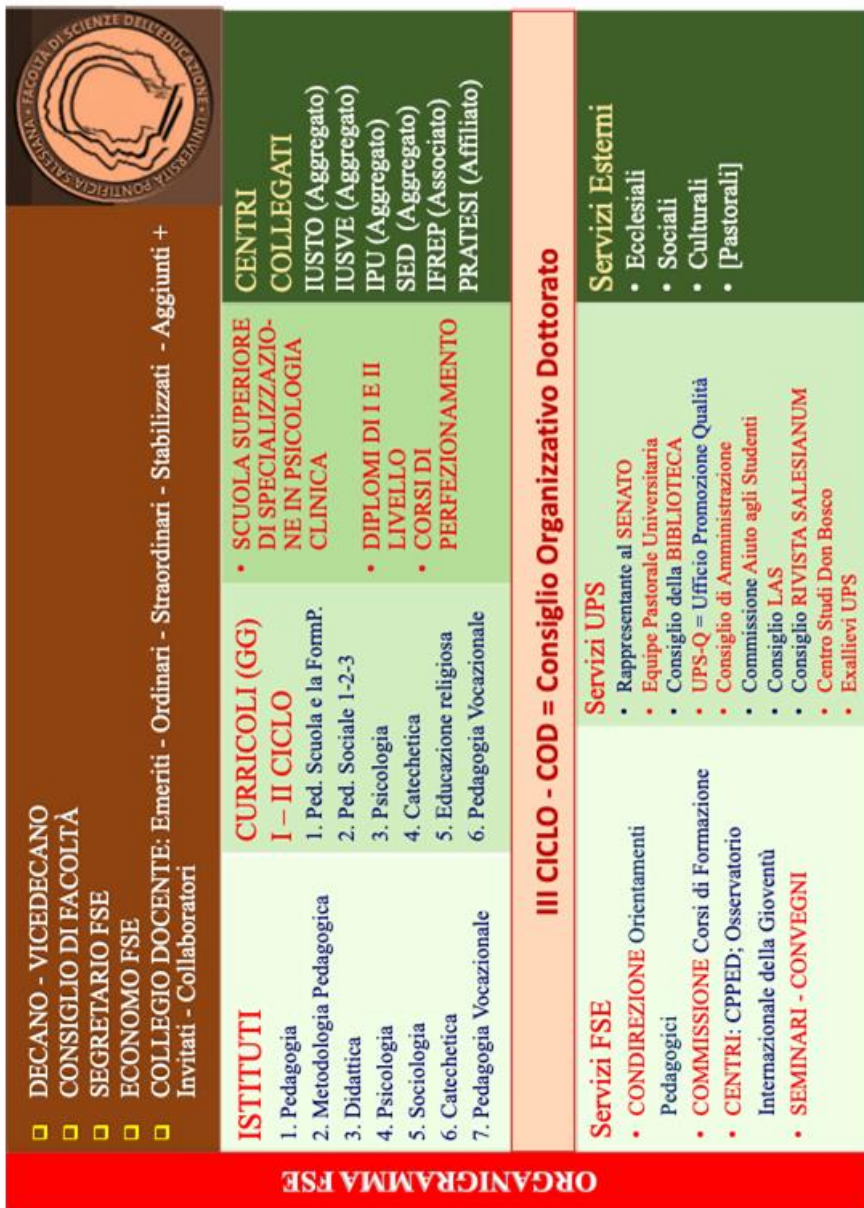 ORGANIGRAMMA FSE
DECANO - VICEDECANO
CONSIGLIO DI FACOLTÀ
SEGRETARIO FSE
ECONOMO FSE
COLLEGIO DOCENTE: Emeriti - Ordinari - Straordinari - Stabilizzati - Aggiunti +
Invitati - Collaboratori
FACOLTÀ DI SCIENZE DELL'EDUCAZIONE • UNIVERSITÀ PONTIFICIA SALESIANA •
ISTITUTI
1. Pedagogia
2. Metodologia Pedagogica
3. Didattica
4. Psicologia
5. Sociologia
6. Catechetica
7. Pedagogia Vocazionale
CURRICOLI (GG)
I – II CICLO
1. Ped. Scuola e la FormP.
2. Ped. Sociale 1-2-3
3. Psicologia
4. Catechetica
5. Educazione religiosa
6. Pedagogia Vocazionale
• SCUOLA SUPERIORE
DI SPECIALIZZAZIO-
NE IN PSICOLOGIA
CLINICA
• DIPLOMI DI I E II
LIVELLO
• CORSI DI
PERFEZIONAMENTO
CENTRI
COLLEGATI
IUSTO (Aggregato)
IUSVE (Aggregato)
IPU (Aggregato)
SED (Aggregato)
IFREP (Associato)
PRATESI (Affiliato)
III CICLO - COD = Consiglio Organizzativo Dottorato
Servizi FSE
• CONDIREZIONE Orientamenti
Pedagogici
• COMMISSIONE Corsi di Formazione
• CENTRI: CPPED; Osservatorio
Internazionale della Gioventù
• SEMINARI - CONVEGNI
Servizi UPS
• Rappresentante al SENATO
• Equipe Pastorale Universitaria
• Consiglio della BIBLIOTECA
• UPS-Q = Ufficio Promozione Qualità
• Consiglio di Amministrazione
• Commissione Aiuto agli Studenti
• Consiglio LAS
• Consiglio RIVISTA SALESIANUM
• Centro Studi Don Bosco
• Exallievi UPS
Servizi Esterni
• Ecclesiali
• Sociali
• Culturali
• [Pastorali]